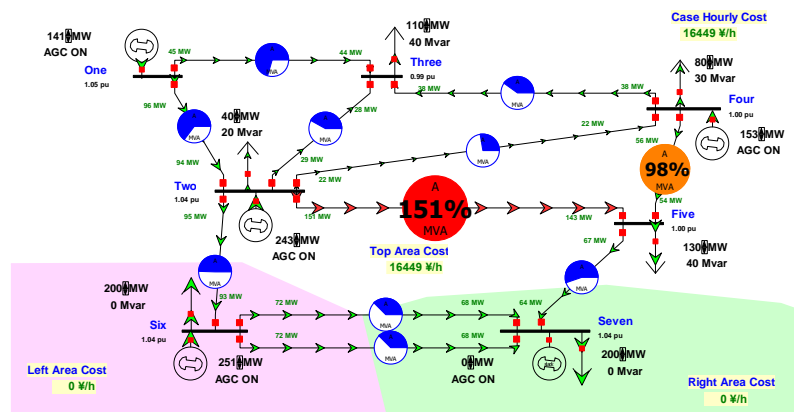 Case Hourly Cost
16449 ¥/h
141 MW
AGC ON
One
1.05 pu
45 MW
A
MVA
44 MW
110 MW
40 Mvar
Three
0.99 pu
38 MW
A
MVA
38 MW
80 MW
30 Mvar
Four
1.00 pu
153 MW
AGC ON
96 MW
A
MVA
94 MW
28 MW
A
MVA
29 MW
40 MW
20 Mvar
22 MW
A
MVA
22 MW
56 MW
A
98%
MVA
54 MW
Two
1.04 pu
95 MW
151 MW
A
151%
MVA
143 MW
Five
1.00 pu
130 MW
40 Mvar
243 MW
AGC ON
Top Area Cost
16449 ¥/h
67 MW
A
MVA
64 MW
A
MVA
93 MW
200 MW
0 Mvar
Six
1.04 pu
251 MW
AGC ON
72 MW
A
MVA
68 MW
72 MW
A
MVA
68 MW
Seven
1.04 pu
0 MW
AGC ON
200 MW
0 Mvar
Left Area Cost
0 ¥/h
Right Area Cost
0 ¥/h